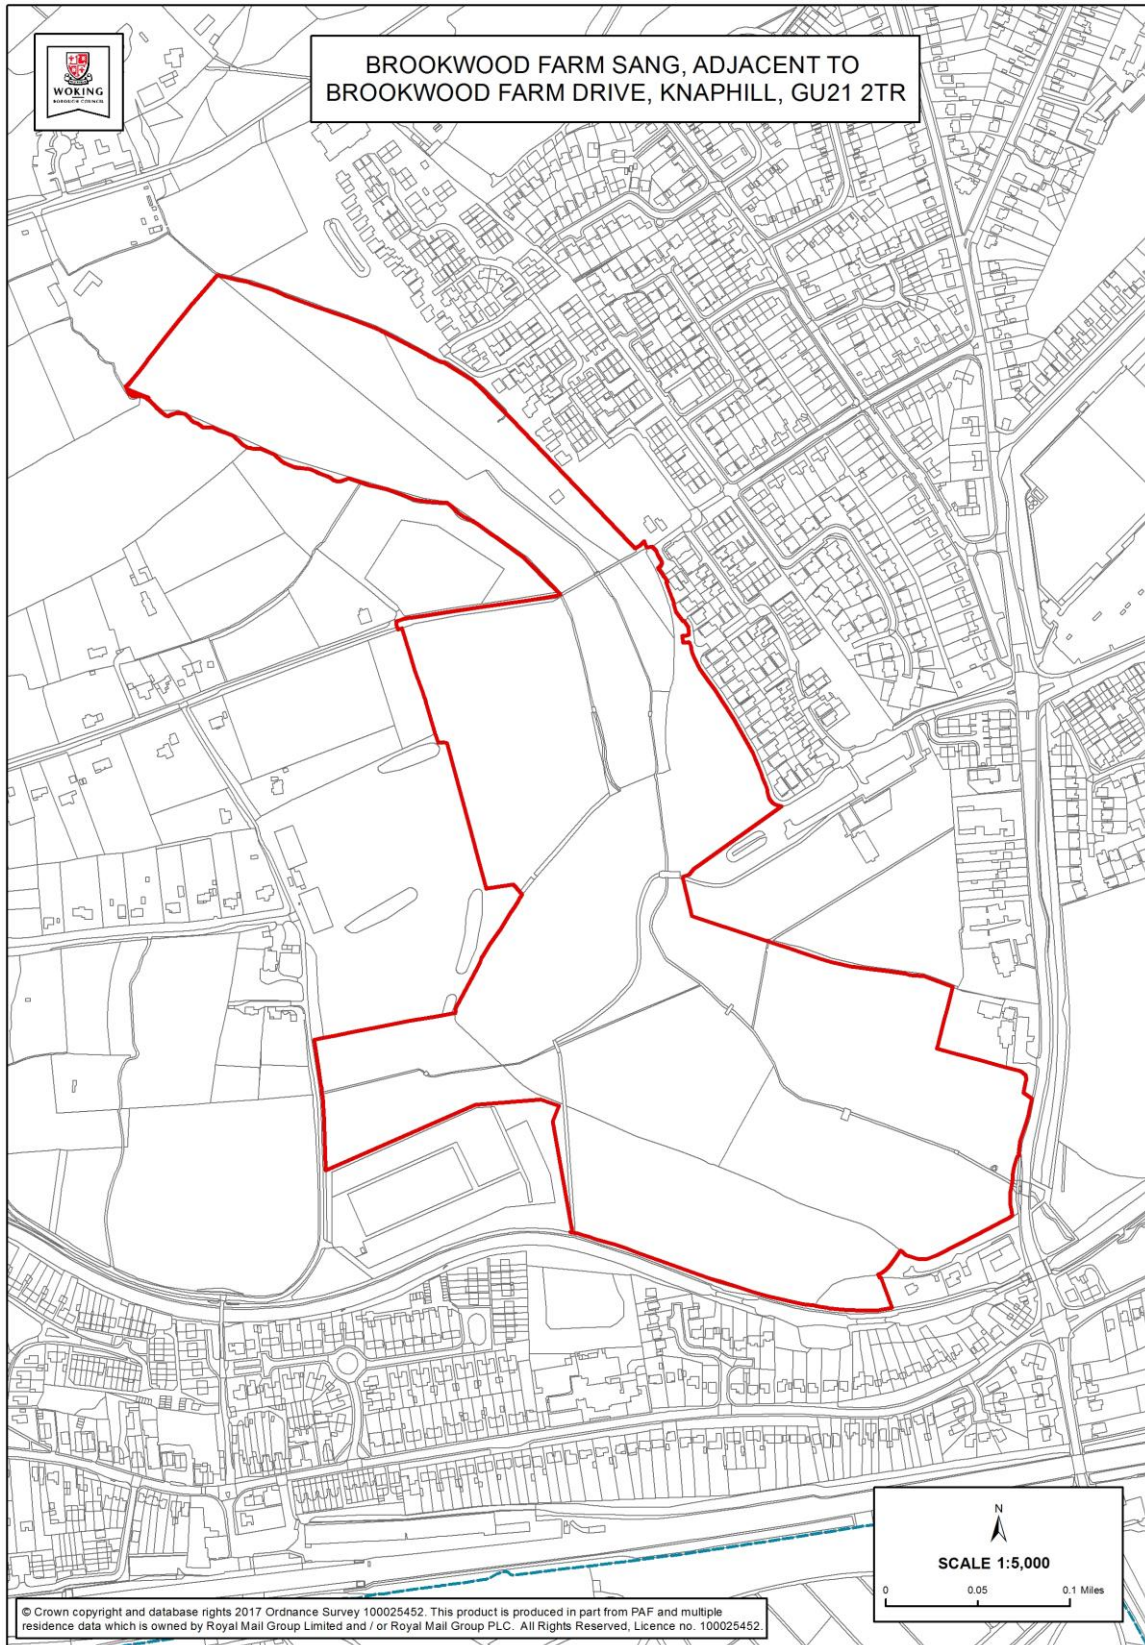 WOKING
BOROUGH COUNCIL
BROOKWOOD FARM SANG, ADJACENT TO
BROOKWOOD FARM DRIVE, KNAPHILL, GU21 2TR
N
SCALE 1:5,000
0 0.05 0.1 Miles
© Crown copyright and database rights 2017 Ordnance Survey 100025452. This product is produced in part from PAF and multiple
residence data which is owned by Royal Mail Group Limited and / or Royal Mail Group PLC. All Rights Reserved, Licence no. 100025452.